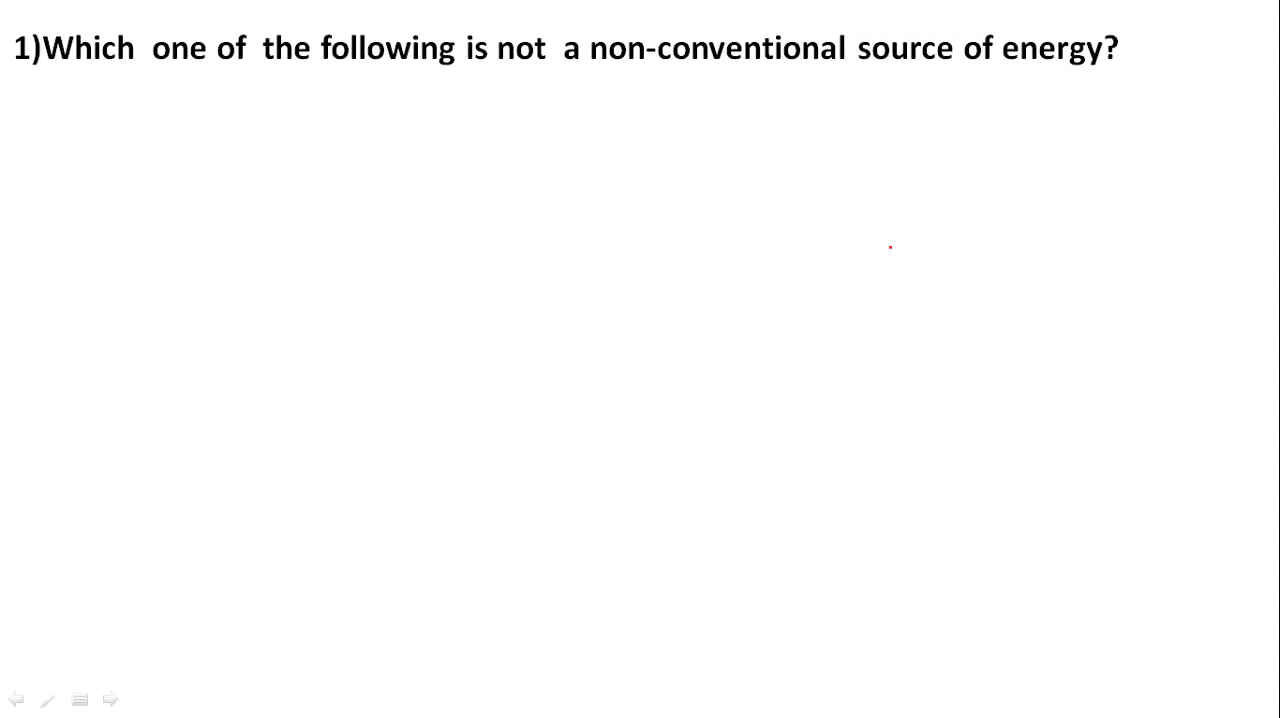 1)Which one of the following is not a non-conventional source of energy?